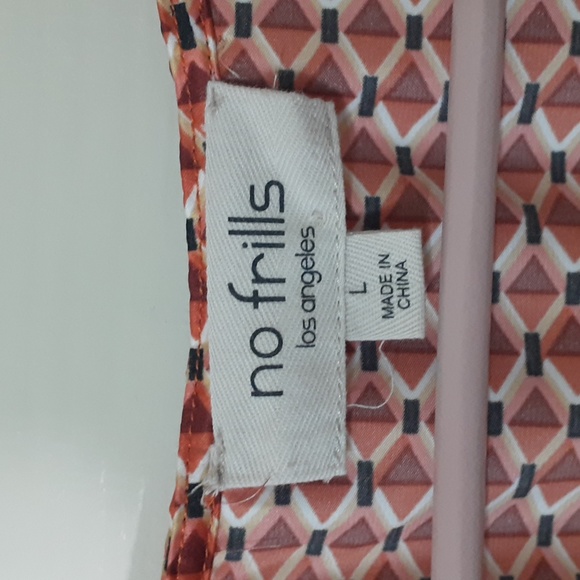 no frills
los angeles
L
MADE IN
CHINA